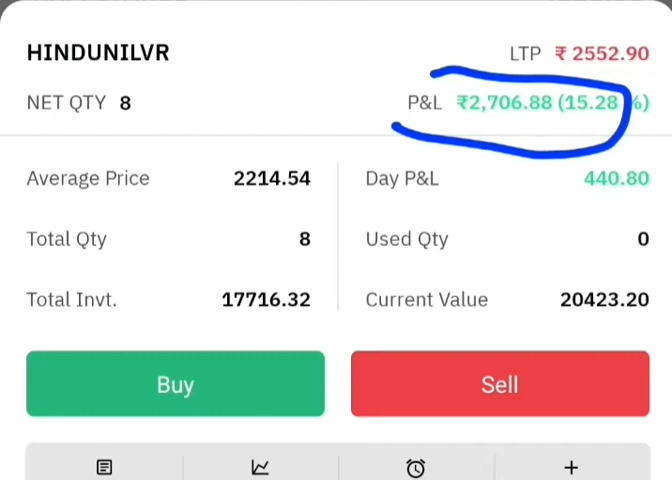 HINDUNILVR LTP ₹ 2552.90
NET QTY 8 P&L ₹2,706.88 (15.28 %)
Average Price 2214.54 Day P&L 440.80
Total Qty 8 Used Qty 0
Total Invt. 17716.32 Current Value 20423.20
Buy Sell